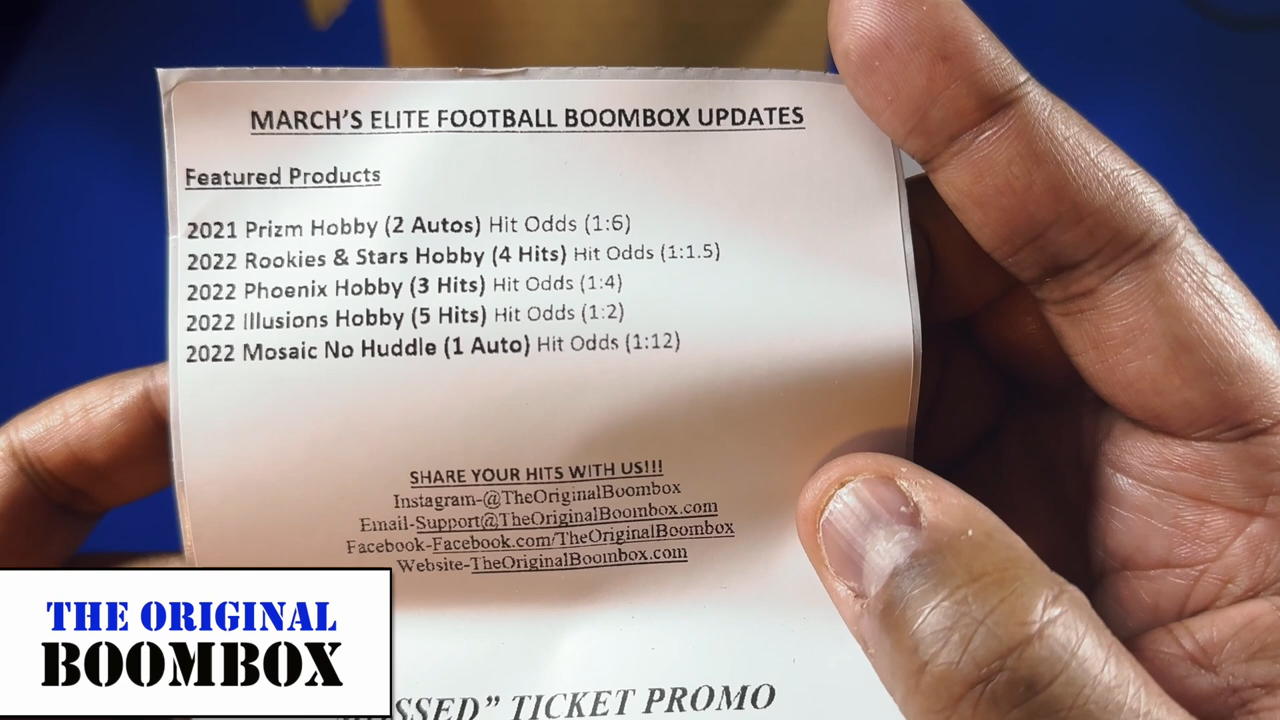 MARCH'S ELITE FOOTBALL BOOMBOX UPDATES
Featured Products
2021 Prizm Hobby (2 Autos) Hit Odds (1:6)
2022 Rookies & Stars Hobby (4 Hits) Hit Odds (1:1.5)
2022 Phoenix Hobby (3 Hits) Hit Odds (1:4)
2022 Illusions Hobby (5 Hits) Hit Odds (1:2)
2022 Mosaic No Huddle (1 Auto) Hit Odds (1:12)
SHARE YOUR HITS WITH US!!!
Instagram-@TheOriginalBoombox
Email-Support@TheOriginalBoombox.com
Facebook-Facebook.com/TheOriginalBoombox
Website-TheOriginalBoombox.com
TICKET PROMO
THE ORIGINAL
BOOMBOX